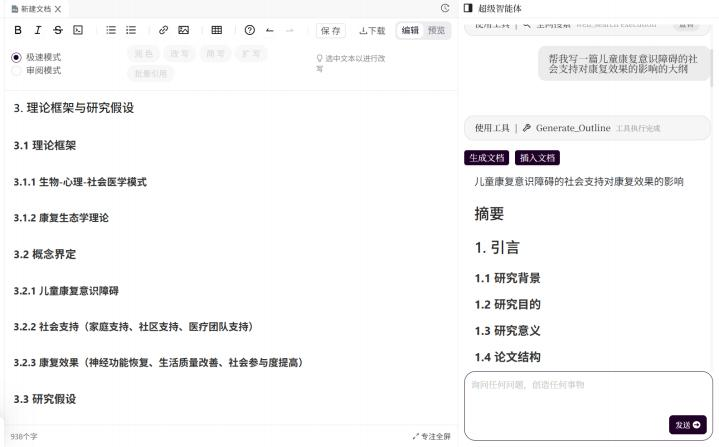 新建文档
超级智能体
保存
下载
编辑
预览
极速模式
审阅模式
润色
改写
简写
扩写
批量引用
选中文本以进行改
写
3. 理论框架与研究假设
3.1 理论框架
3.1.1 生物-心理-社会医学模式
3.1.2 康复生态学理论
3.2 概念界定
3.2.1 儿童康复意识障碍
3.2.2 社会支持（家庭支持、社区支持、医疗团队支持）
3.2.3 康复效果（神经功能恢复、生活质量改善、社会参与度提高）
3.3 研究假设
938个字
专注全屏
使用工具 | 全网搜索 web_search execution 查看
帮我写一篇儿童康复意识障碍的社
会支持对康复效果的影响的大纲
使用工具 | Generate_Outline 工具执行完成
生成文档
插入文档
儿童康复意识障碍的社会支持对康复效果的影响
摘要
1. 引言
1.1 研究背景
1.2 研究目的
1.3 研究意义
1.4 论文结构
询问任何问题，创造任何事物
发送